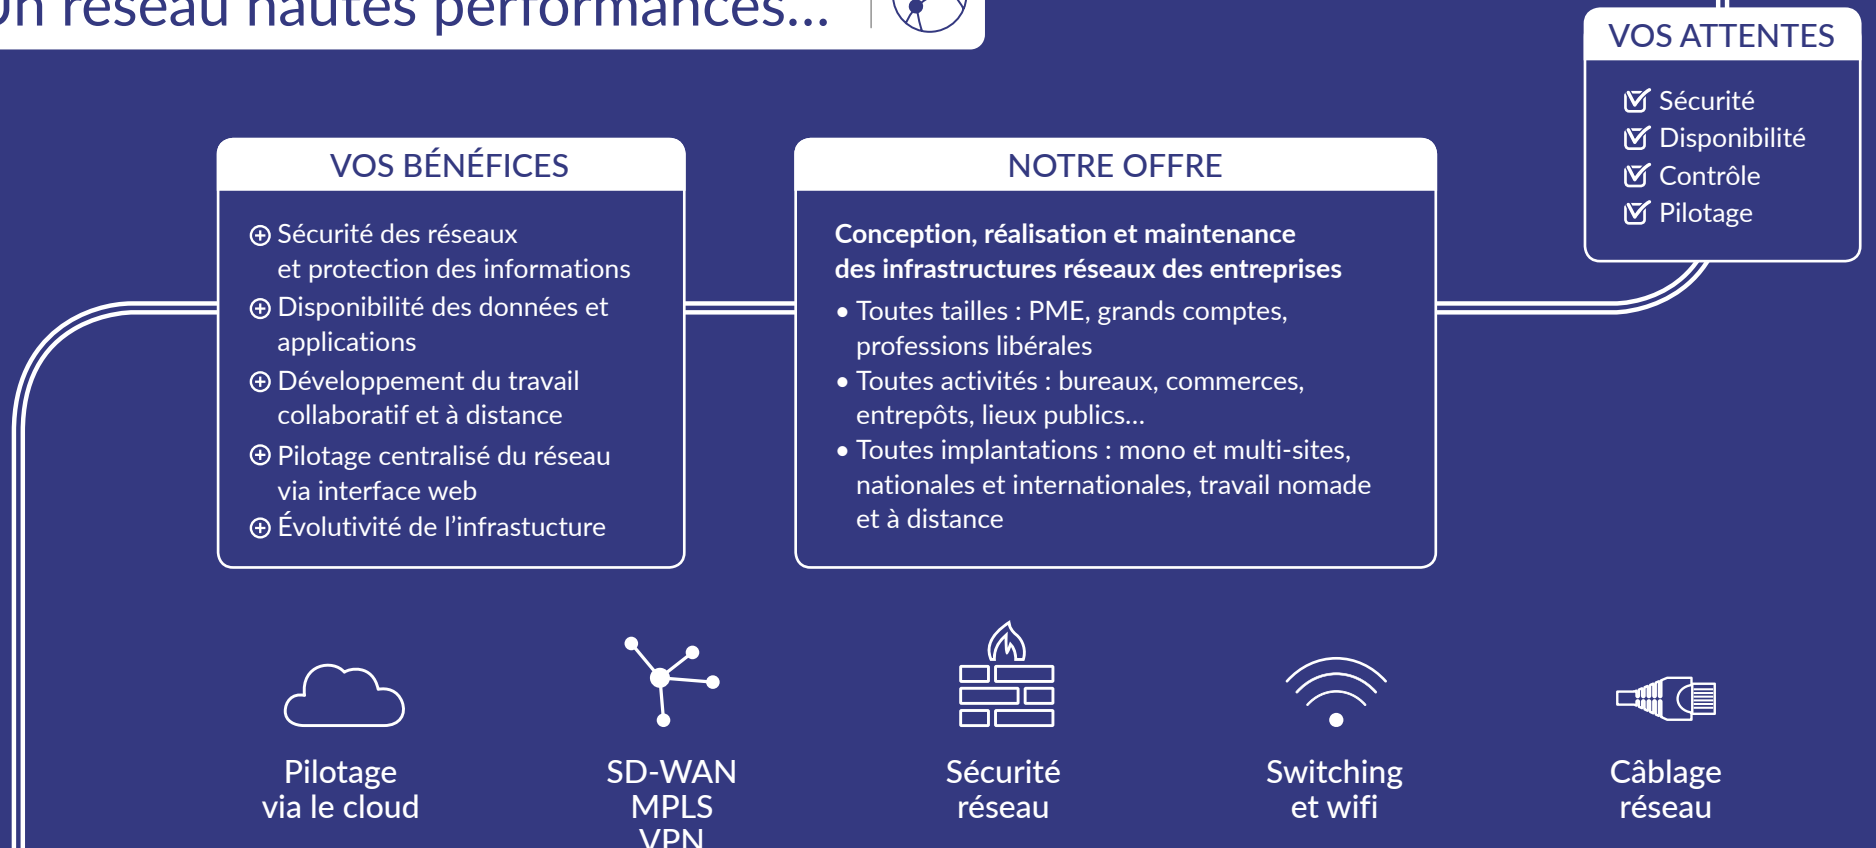 Un réseau hautes performances...
VOS ATTENTES
Sécurité
Disponibilité
Contrôle
Pilotage
VOS BÉNÉFICES
Sécurité des réseaux
et protection des informations
Disponibilité des données et
applications
Développement du travail
collaboratif et à distance
Pilotage centralisé du réseau
via interface web
Évolutivité de l'infrastucture
NOTRE OFFRE
Conception, réalisation et maintenance
des infrastructures réseaux des entreprises
• Toutes tailles : PME, grands comptes,
professions libérales
• Toutes activités : bureaux, commerces,
entrepôts, lieux publics...
• Toutes implantations : mono et multi-sites,
nationales et internationales, travail nomade
et à distance
Pilotage
via le cloud
SD-WAN
MPLS
VPN
Sécurité
réseau
Switching
et wifi
Câblage
réseau